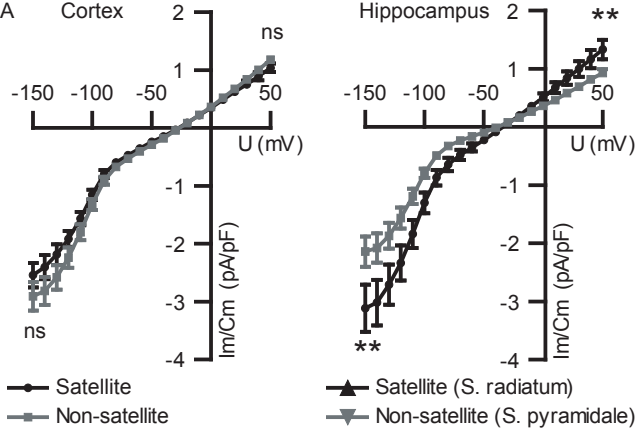 A
Cortex
Hippocampus
2
ns
1
-150
-100
-50
50
U (mV)
-1
-2
-3
-4
Im/Cm (pA/pF)
ns
2
**
1
-150
-100
-50
0
50
U (mV)
-1
-2
-3
-4
Im/Cm (pA/pF)
**
Satellite
Non-satellite
Satellite (S. radiatum)
Non-satellite (S. pyramidale)